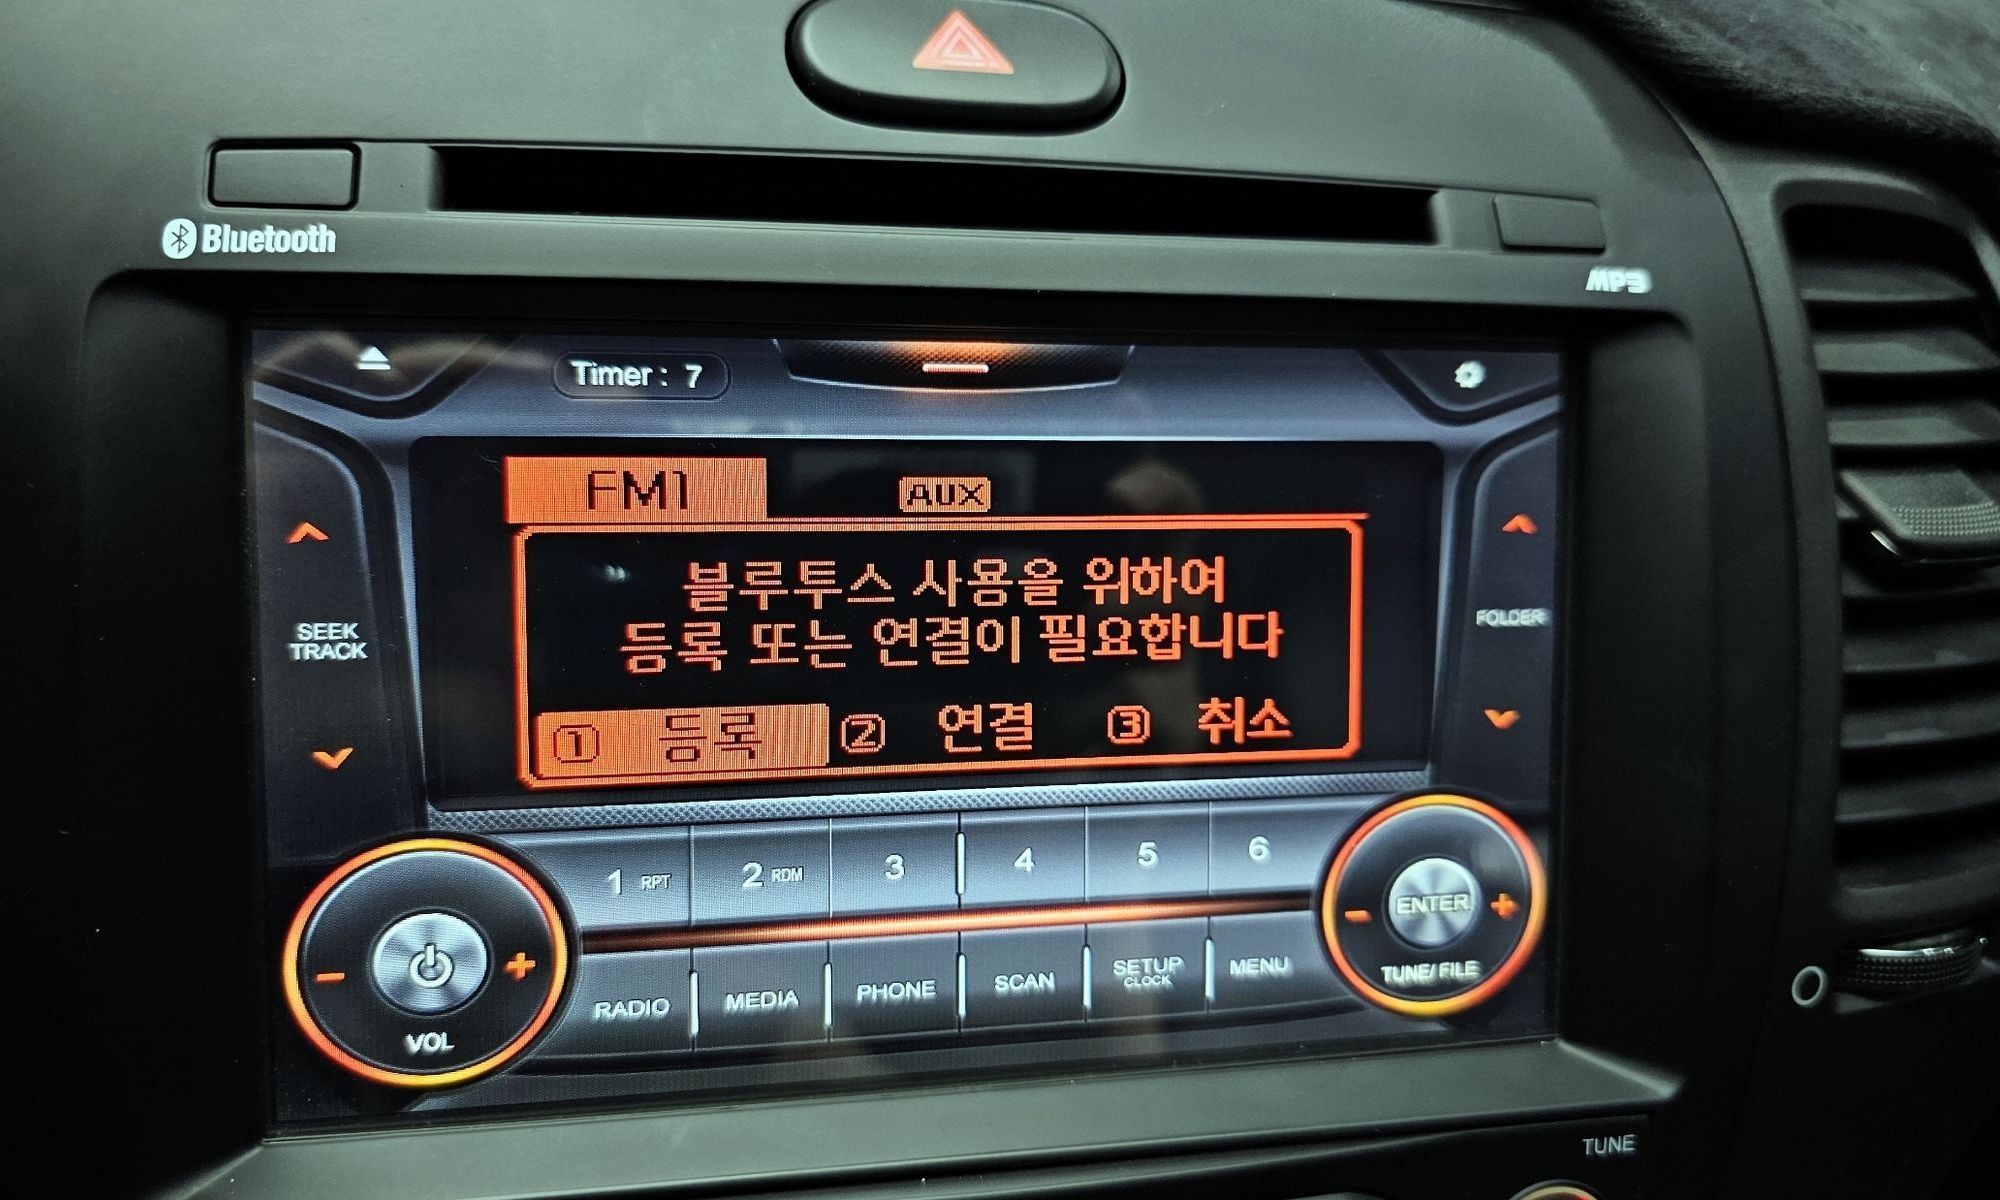 Bluetooth
MP3
Timer : 7
FM1 AUX
블루투스 사용을 위하여
등록 또는 연결이 필요합니다
① 등록 ② 연결 ③ 취소
SEEK
TRACK
FOLDER
1 RPT 2 RDM 3 4 5 6
RADIO MEDIA PHONE SCAN SETUP CLOCK MENU
VOL
ENTER
TUNE/FILE
TUNE